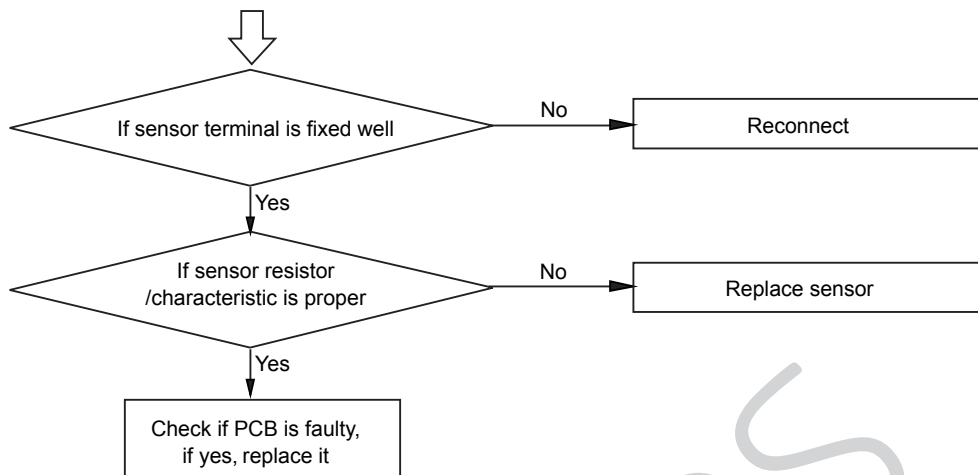 If sensor terminal is fixed well
No
Reconnect
Yes
If sensor resistor
/characteristic is proper
No
Replace sensor
Yes
Check if PCB is faulty,
if yes, replace it